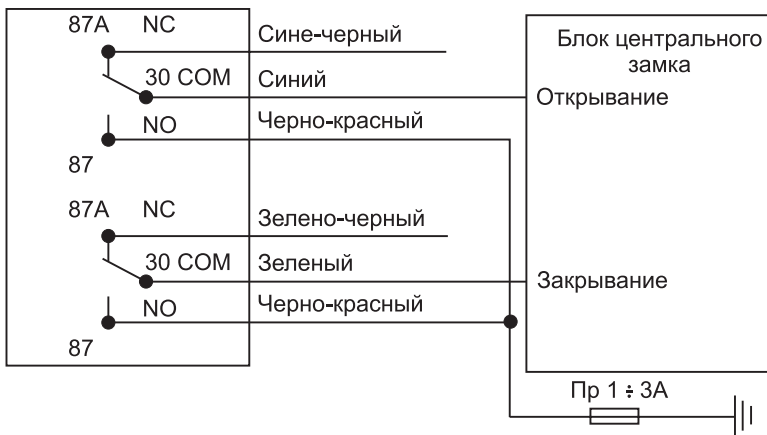 87A NC
Сине-черный
30 COM
Синий
NO
Черно-красный
87
87A NC
Зелено-черный
30 COM
Зеленый
NO
Черно-красный
87
Блок центрального
замка
Открывание
Закрывание
Пр 1 ÷ 3А